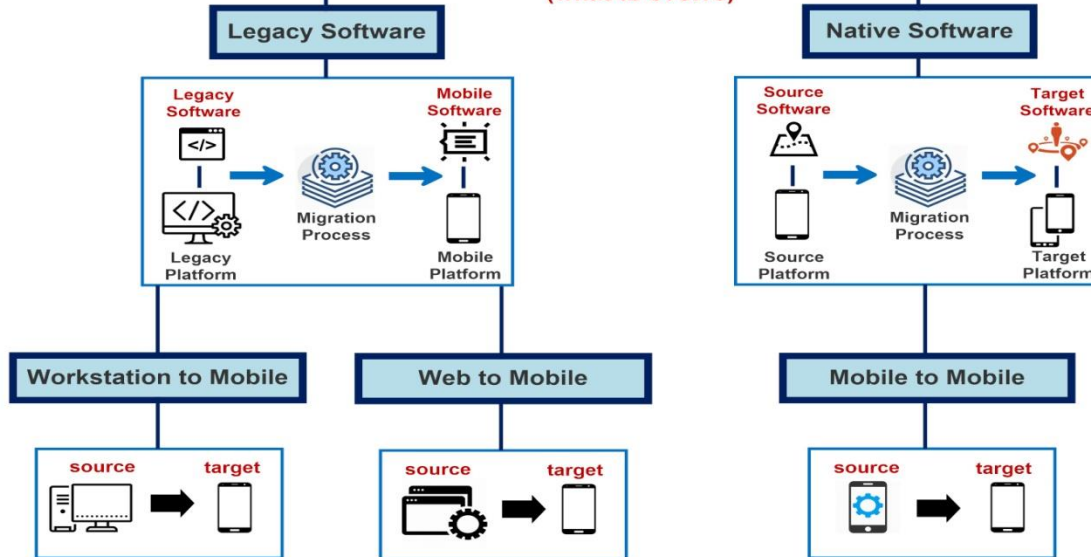 Legacy Software
Native Software
Legacy
Software
Mobile
Software
</>
</>
Migration
Process
Legacy
Platform
Mobile
Platform
Source
Software
Target
Software
Migration
Process
Source
Platform
Target
Platform
Workstation to Mobile
Web to Mobile
Mobile to Mobile
source
target
source
target
source
target